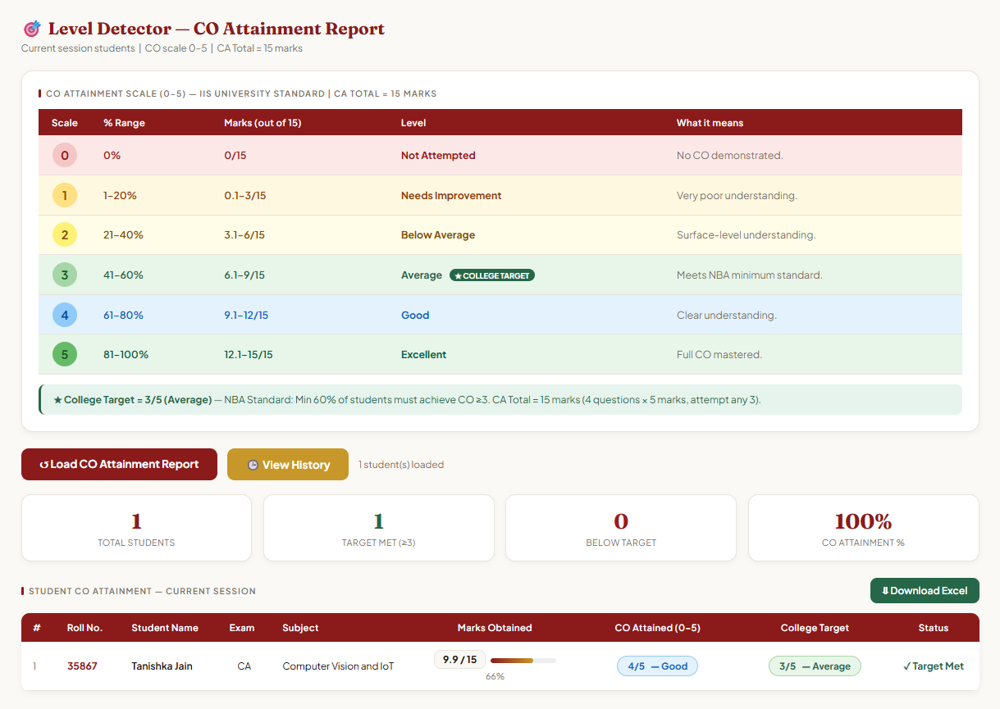 Level Detector — CO Attainment Report
Current session students | CO scale 0–5 | CA Total = 15 marks
CO ATTAINMENT SCALE (0–5) — IIS UNIVERSITY STANDARD | CA TOTAL = 15 MARKS
Scale % Range Marks (out of 15) Level What it means
0 0% 0/15 Not Attempted No CO demonstrated.
1 1–20% 0.1–3/15 Needs Improvement Very poor understanding.
2 21–40% 3.1–6/15 Below Average Surface-level understanding.
3 41–60% 6.1–9/15 Average ★ COLLEGE TARGET Meets NBA minimum standard.
4 61–80% 9.1–12/15 Good Clear understanding.
5 81–100% 12.1–15/15 Excellent Full CO mastered.
★ College Target = 3/5 (Average) — NBA Standard: Min 60% of students must achieve CO ≥3. CA Total = 15 marks (4 questions × 5 marks, attempt any 3).
↺ Load CO Attainment Report View History 1 student(s) loaded
1 1 0 100%
TOTAL STUDENTS TARGET MET (≥3) BELOW TARGET CO ATTAINMENT %
STUDENT CO ATTAINMENT — CURRENT SESSION ⬇ Download Excel
# Roll No. Student Name Exam Subject Marks Obtained CO Attained (0–5) College Target Status
1 35867 Tanishka Jain CA Computer Vision and IoT 9.9 / 15 4/5 — Good 3/5 — Average ✓ Target Met
66%